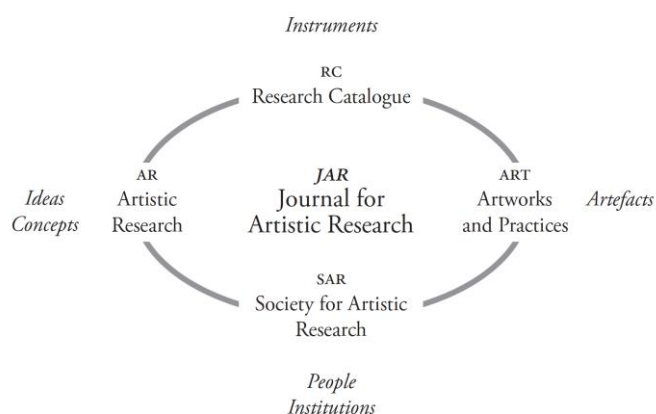 Instruments
RC
Research Catalogue
Ideas
Concepts
AR
Artistic
Research
JAR
Journal for
Artistic Research
ART
Artworks
and Practices
Artefacts
SAR
Society for Artistic
Research
People
Institutions